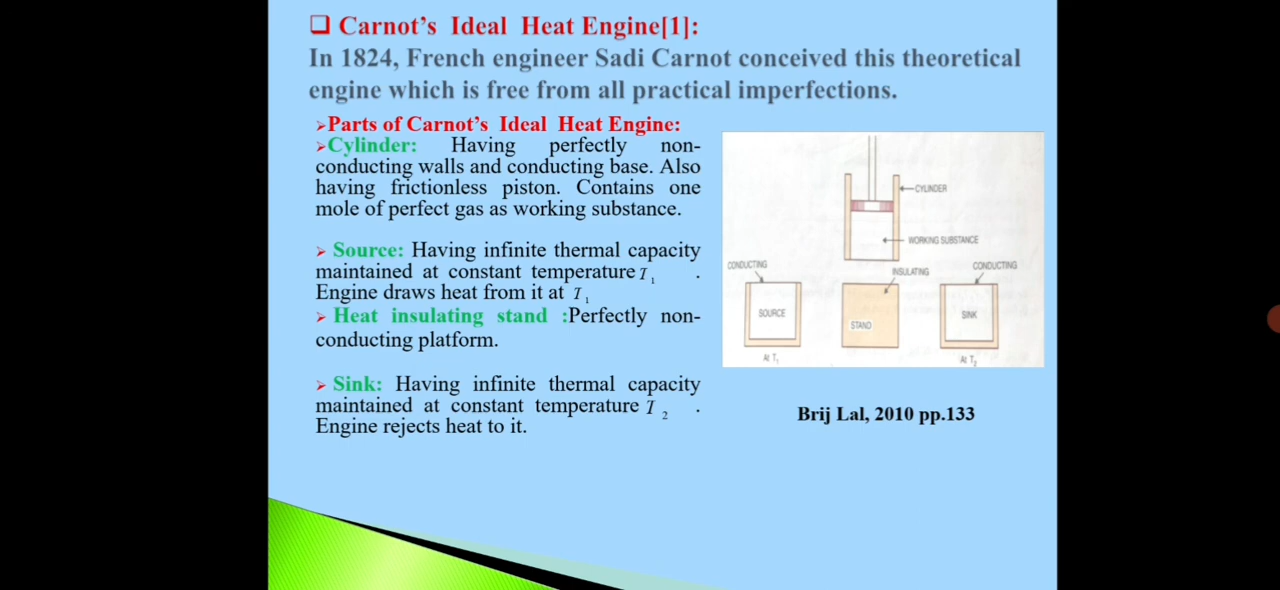 ❑ Carnot’s Ideal Heat Engine[1]:
In 1824, French engineer Sadi Carnot conceived this theoretical
engine which is free from all practical imperfections.
➢Parts of Carnot’s Ideal Heat Engine:
➢Cylinder: Having perfectly non-
conducting walls and conducting base. Also
having frictionless piston. Contains one
mole of perfect gas as working substance.
➢ Source: Having infinite thermal capacity
maintained at constant temperature T₁ .
Engine draws heat from it at T₁
➢ Heat insulating stand :Perfectly non-
conducting platform.
➢ Sink: Having infinite thermal capacity
maintained at constant temperature T₂ .
Engine rejects heat to it.
CYLINDER
WORKING SUBSTANCE
CONDUCTING
INSULATING
CONDUCTING
SOURCE
STAND
SINK
At T₁
At T₂
Brij Lal, 2010 pp.133